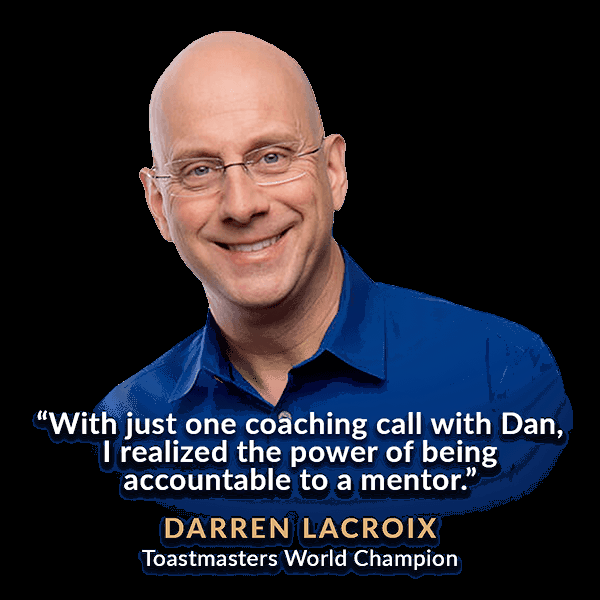 “With just one coaching call with Dan,
I realized the power of being
accountable to a mentor.”
DARREN LACROIX
Toastmasters World Champion